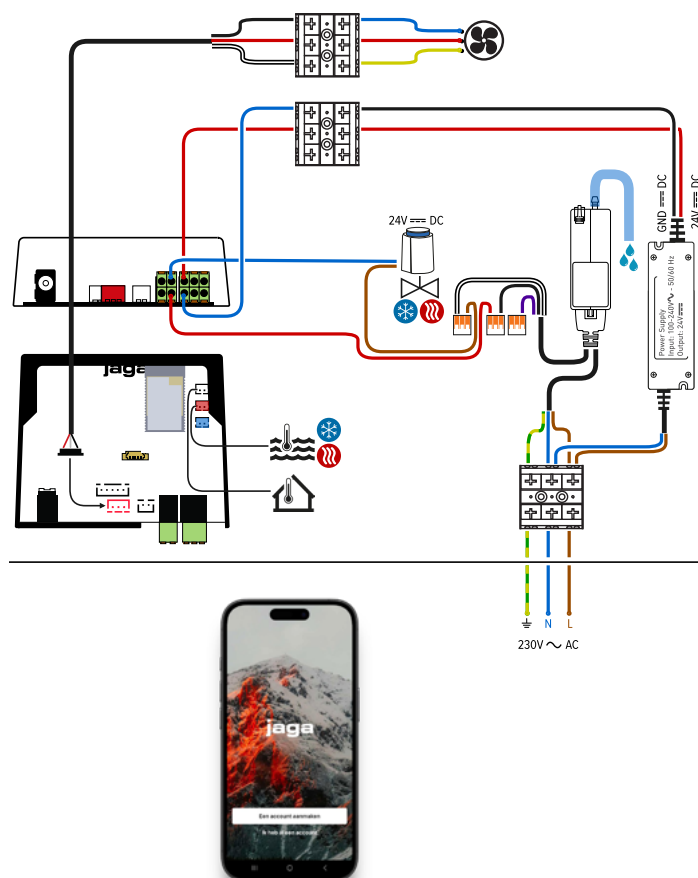 24V DC
GND DC
24V DC
Power Supply
Input: 100-240V ~ 50/60 Hz
Output: 24V
jaga
N
L
230V ~ AC
jaga
Een account aanmaken
Ik heb al een account